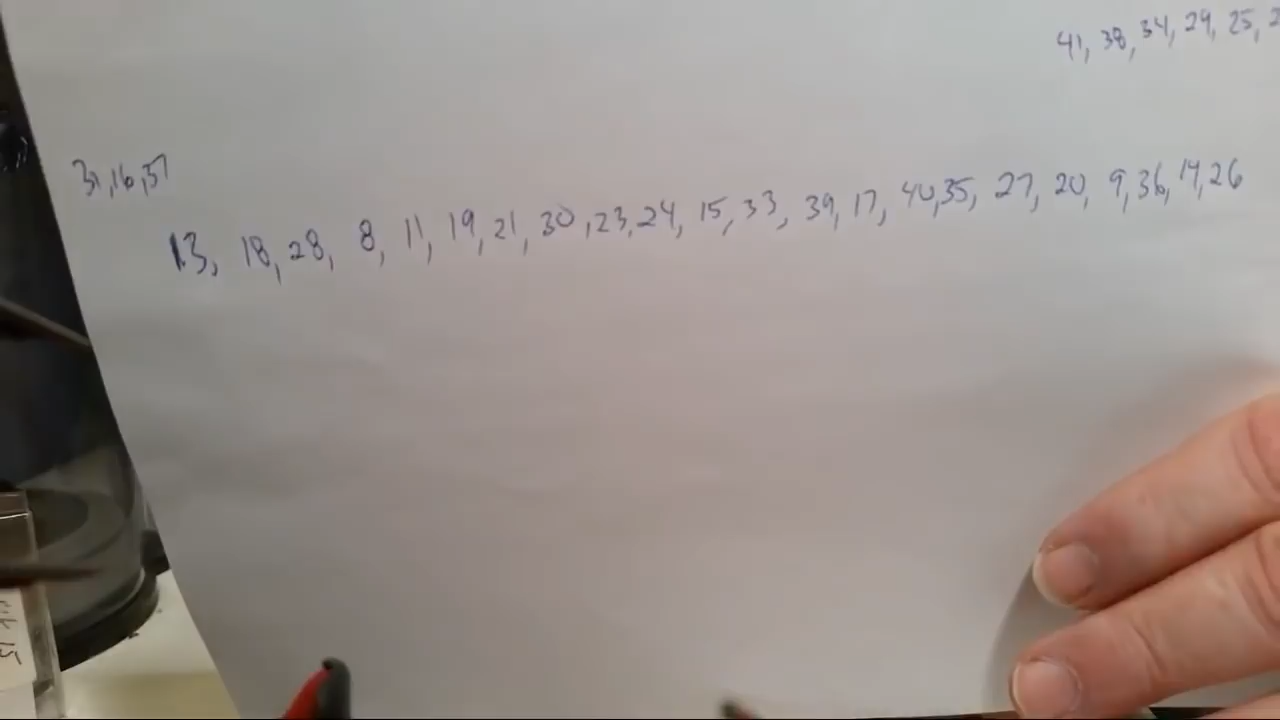 41, 38, 34, 29, 25,
31, 16, 37
13, 18, 28, 8, 11, 19, 21, 30, 23, 24, 15, 33, 39, 17, 40, 35, 27, 20, 9, 36, 14, 26